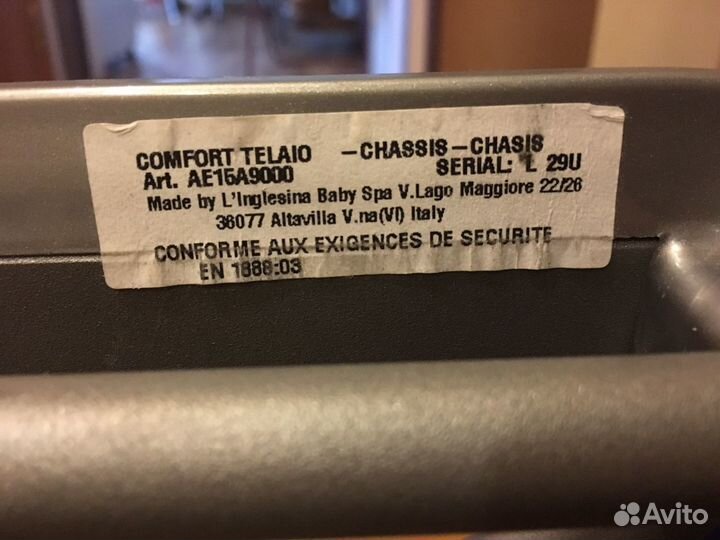 COMFORT TELAIO -CHASSIS-CHASIS
Art. AE15A9000 SERIAL: L 29U
Made by L'Inglesina Baby Spa V.Lago Maggiore 22/26
36077 Altavilla V.na(VI) Italy
CONFORME AUX EXIGENCES DE SECURITE
EN 1888:03
Avito